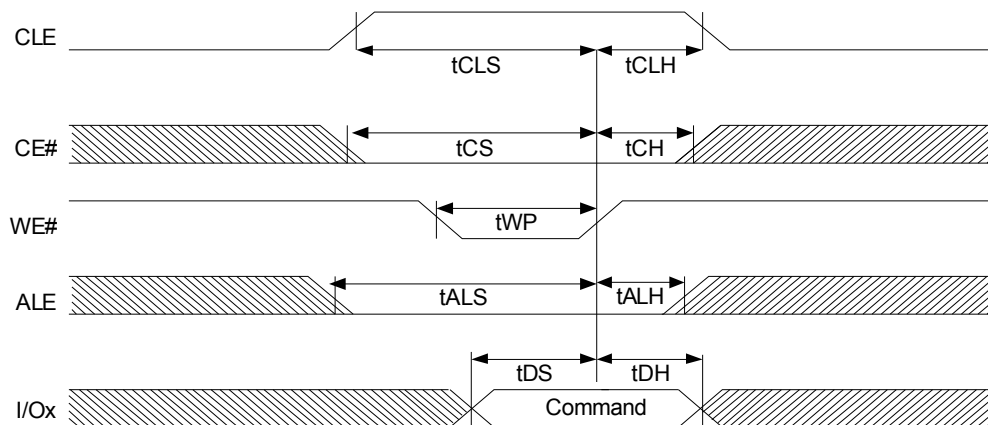 CLE
tCLS tCLH
CE#
tCS tCH
WE#
tWP
ALE
tALS tALH
tDS tDH
I/Ox
Command